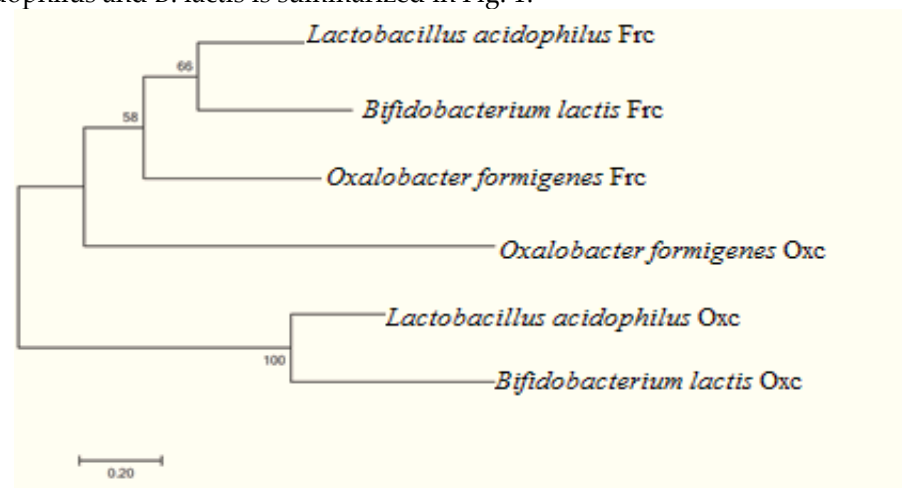 dophilus and B. lactis is summarized in Fig. 1.
Lactobacillus acidophilus Frc
66
Bifidobacterium lactis Frc
58
Oxalobacter formigenes Frc
Oxalobacter formigenes Oxc
Lactobacillus acidophilus Oxc
100
Bifidobacterium lactis Oxc
0.20